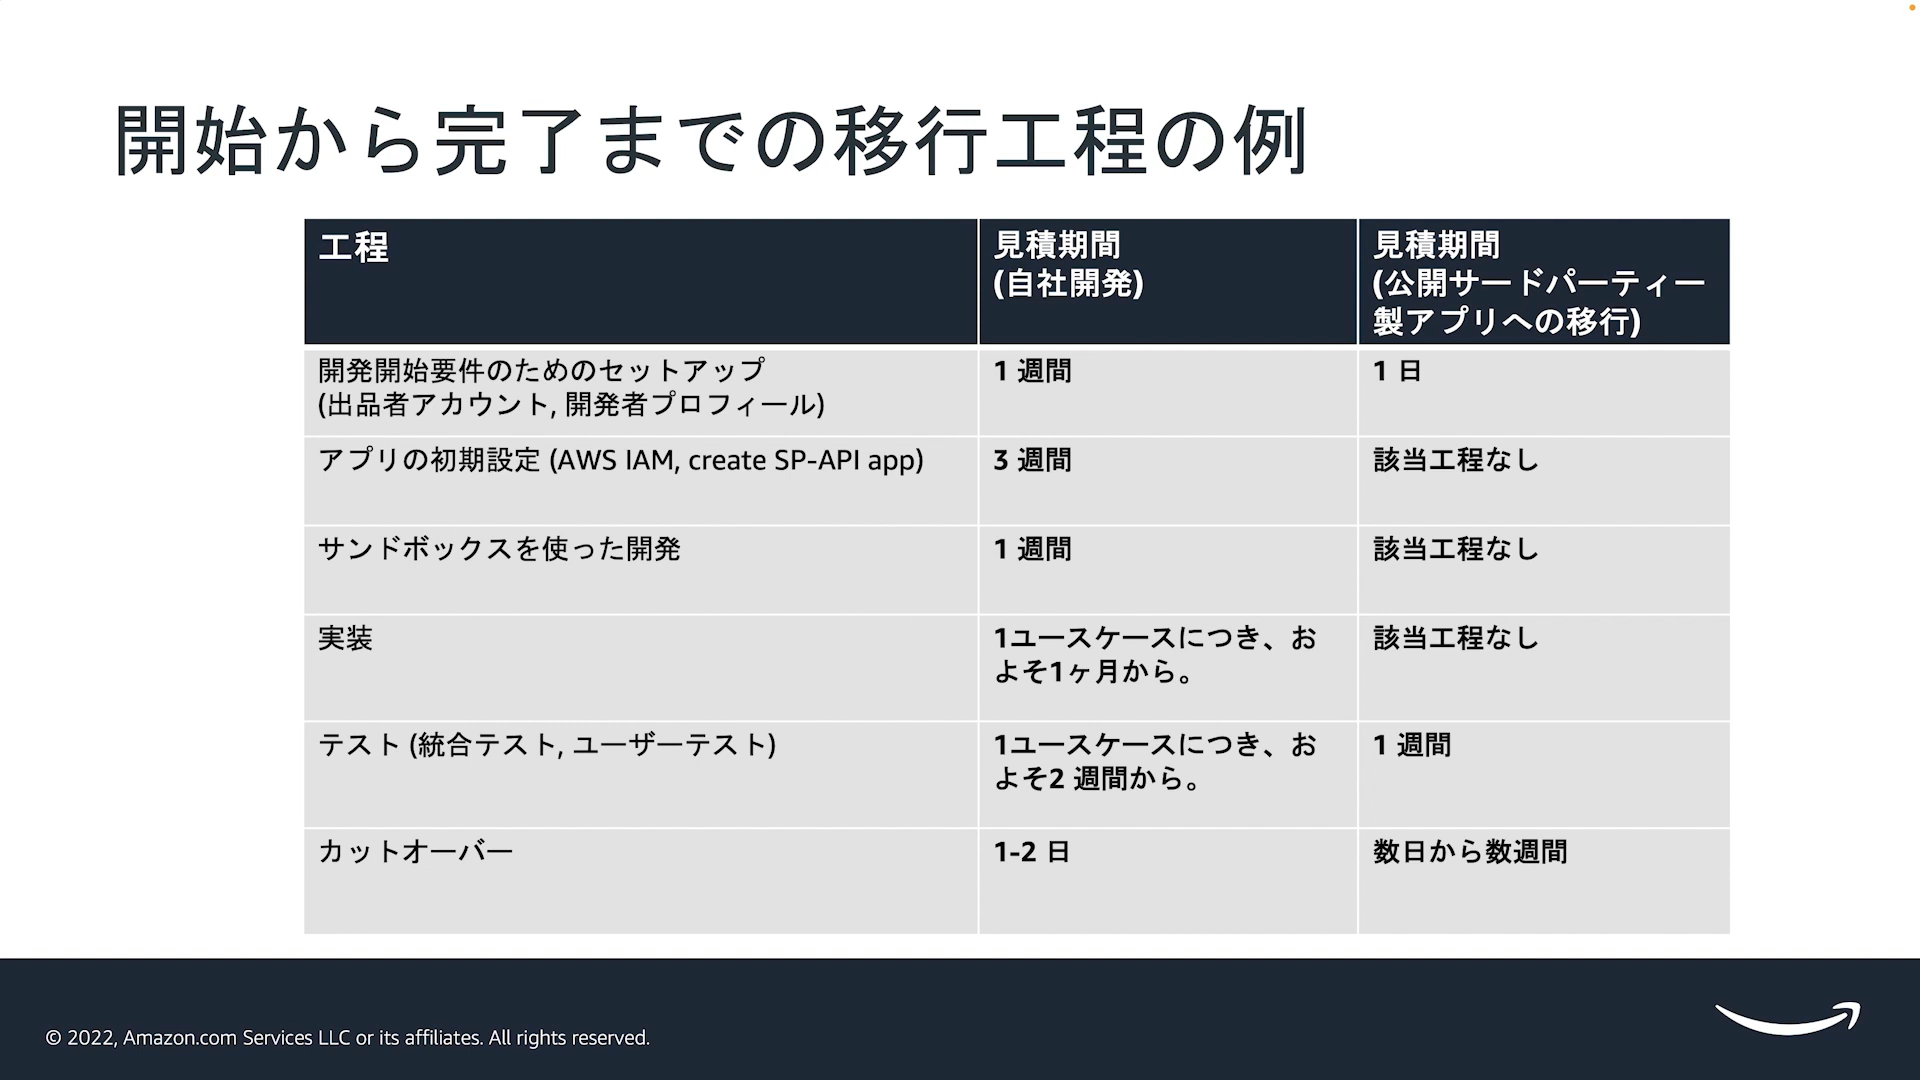 開始から完了までの移行工程の例
工程
見積期間
(自社開発)
見積期間
(公開サードパーティー
製アプリへの移行)
開発開始要件のためのセットアップ
(出品者アカウント, 開発者プロフィール)
1 週間
1 日
アプリの初期設定 (AWS IAM, create SP-API app)
3 週間
該当工程なし
サンドボックスを使った開発
1 週間
該当工程なし
実装
1ユースケースにつき、お
よそ1ヶ月から。
該当工程なし
テスト (統合テスト, ユーザーテスト)
1ユースケースにつき、お
よそ2 週間から。
1 週間
カットオーバー
1-2 日
数日から数週間
© 2022, Amazon.com Services LLC or its affiliates. All rights reserved.